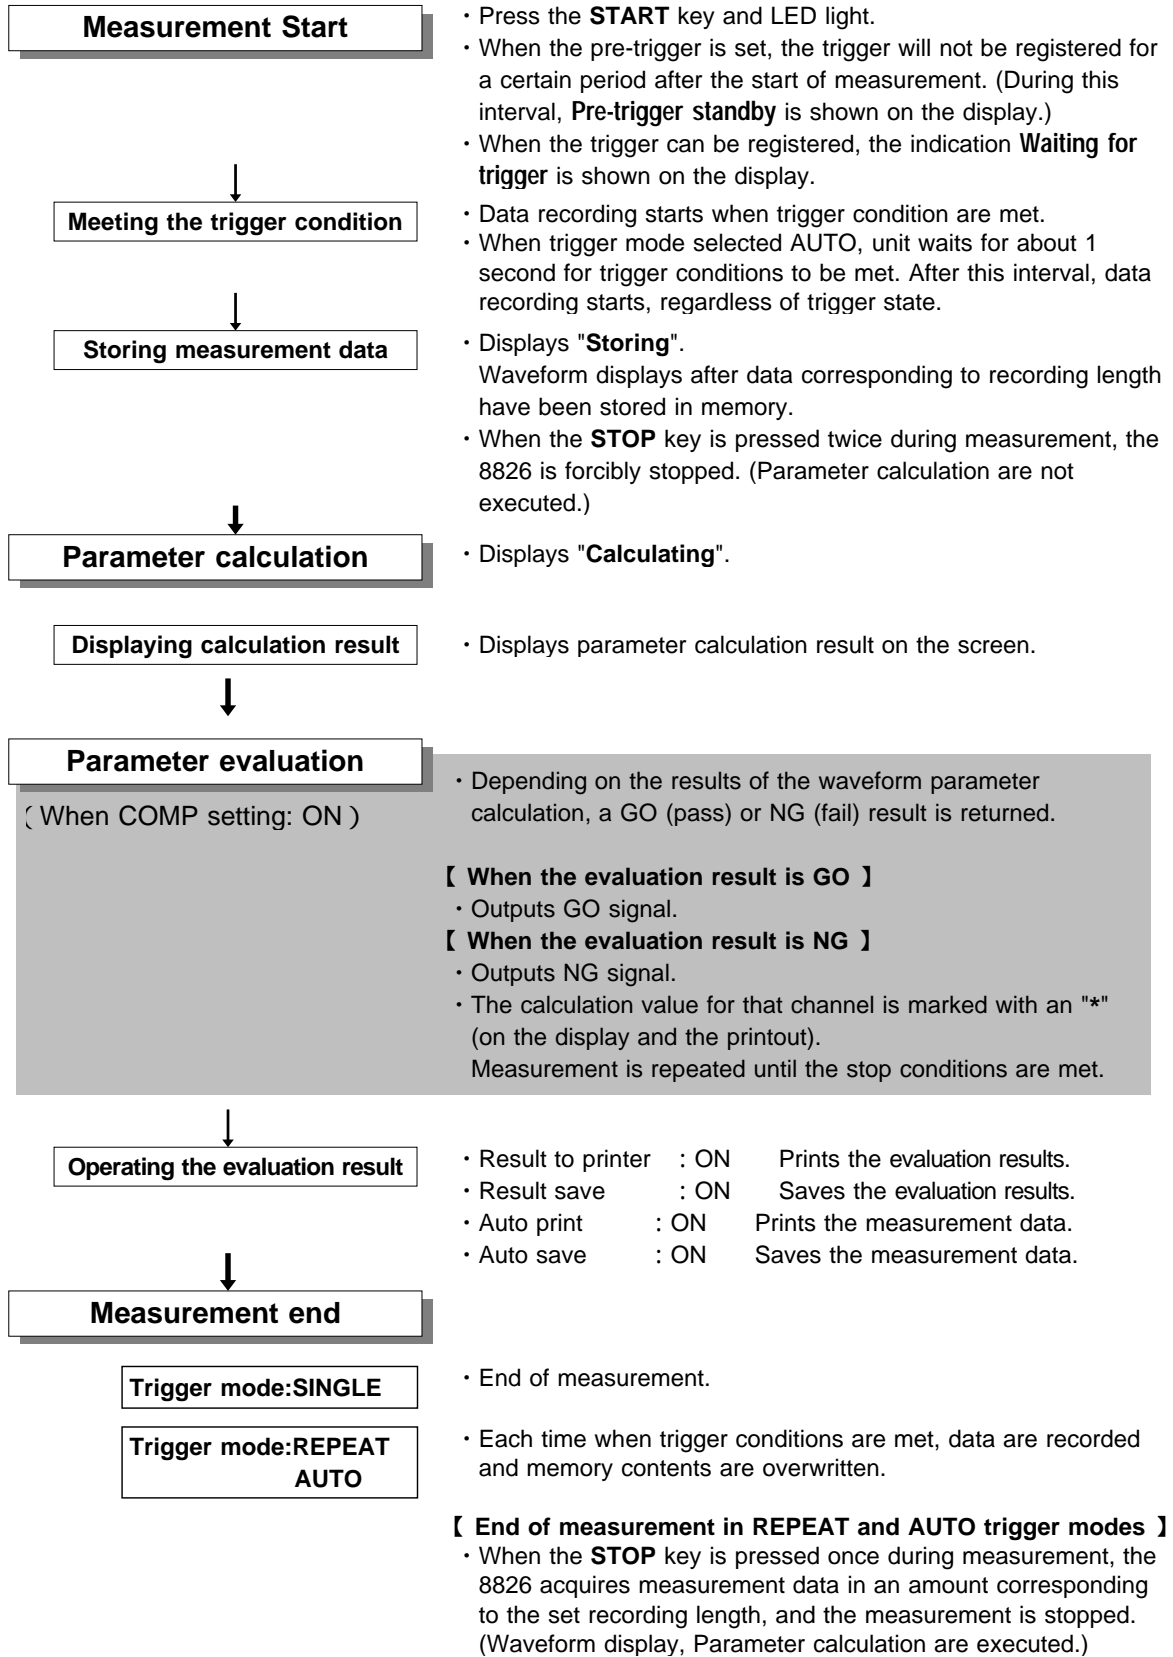 Measurement Start
・Press the START key and LED light.
・When the pre-trigger is set, the trigger will not be registered for
a certain period after the start of measurement. (During this
interval, Pre-trigger standby is shown on the display.)
・When the trigger can be registered, the indication Waiting for
trigger is shown on the display.
Meeting the trigger condition
・Data recording starts when trigger condition are met.
・When trigger mode selected AUTO, unit waits for about 1
second for trigger conditions to be met. After this interval, data
recording starts, regardless of trigger state.
Storing measurement data
・Displays "Storing".
Waveform displays after data corresponding to recording length
have been stored in memory.
・When the STOP key is pressed twice during measurement, the
8826 is forcibly stopped. (Parameter calculation are not
executed.)
Parameter calculation
・Displays "Calculating".
Displaying calculation result
・Displays parameter calculation result on the screen.
Parameter evaluation
(When COMP setting: ON)
・Depending on the results of the waveform parameter
calculation, a GO (pass) or NG (fail) result is returned.
【 When the evaluation result is GO 】
・Outputs GO signal.
【 When the evaluation result is NG 】
・Outputs NG signal.
・The calculation value for that channel is marked with an "*"
(on the display and the printout).
Measurement is repeated until the stop conditions are met.
Operating the evaluation result
・Result to printer : ON Prints the evaluation results.
・Result save : ON Saves the evaluation results.
・Auto print : ON Prints the measurement data.
・Auto save : ON Saves the measurement data.
Measurement end
Trigger mode:SINGLE
・End of measurement.
Trigger mode:REPEAT
AUTO
・Each time when trigger conditions are met, data are recorded
and memory contents are overwritten.
【 End of measurement in REPEAT and AUTO trigger modes 】
・When the STOP key is pressed once during measurement, the
8826 acquires measurement data in an amount corresponding
to the set recording length, and the measurement is stopped.
(Waveform display, Parameter calculation are executed.)